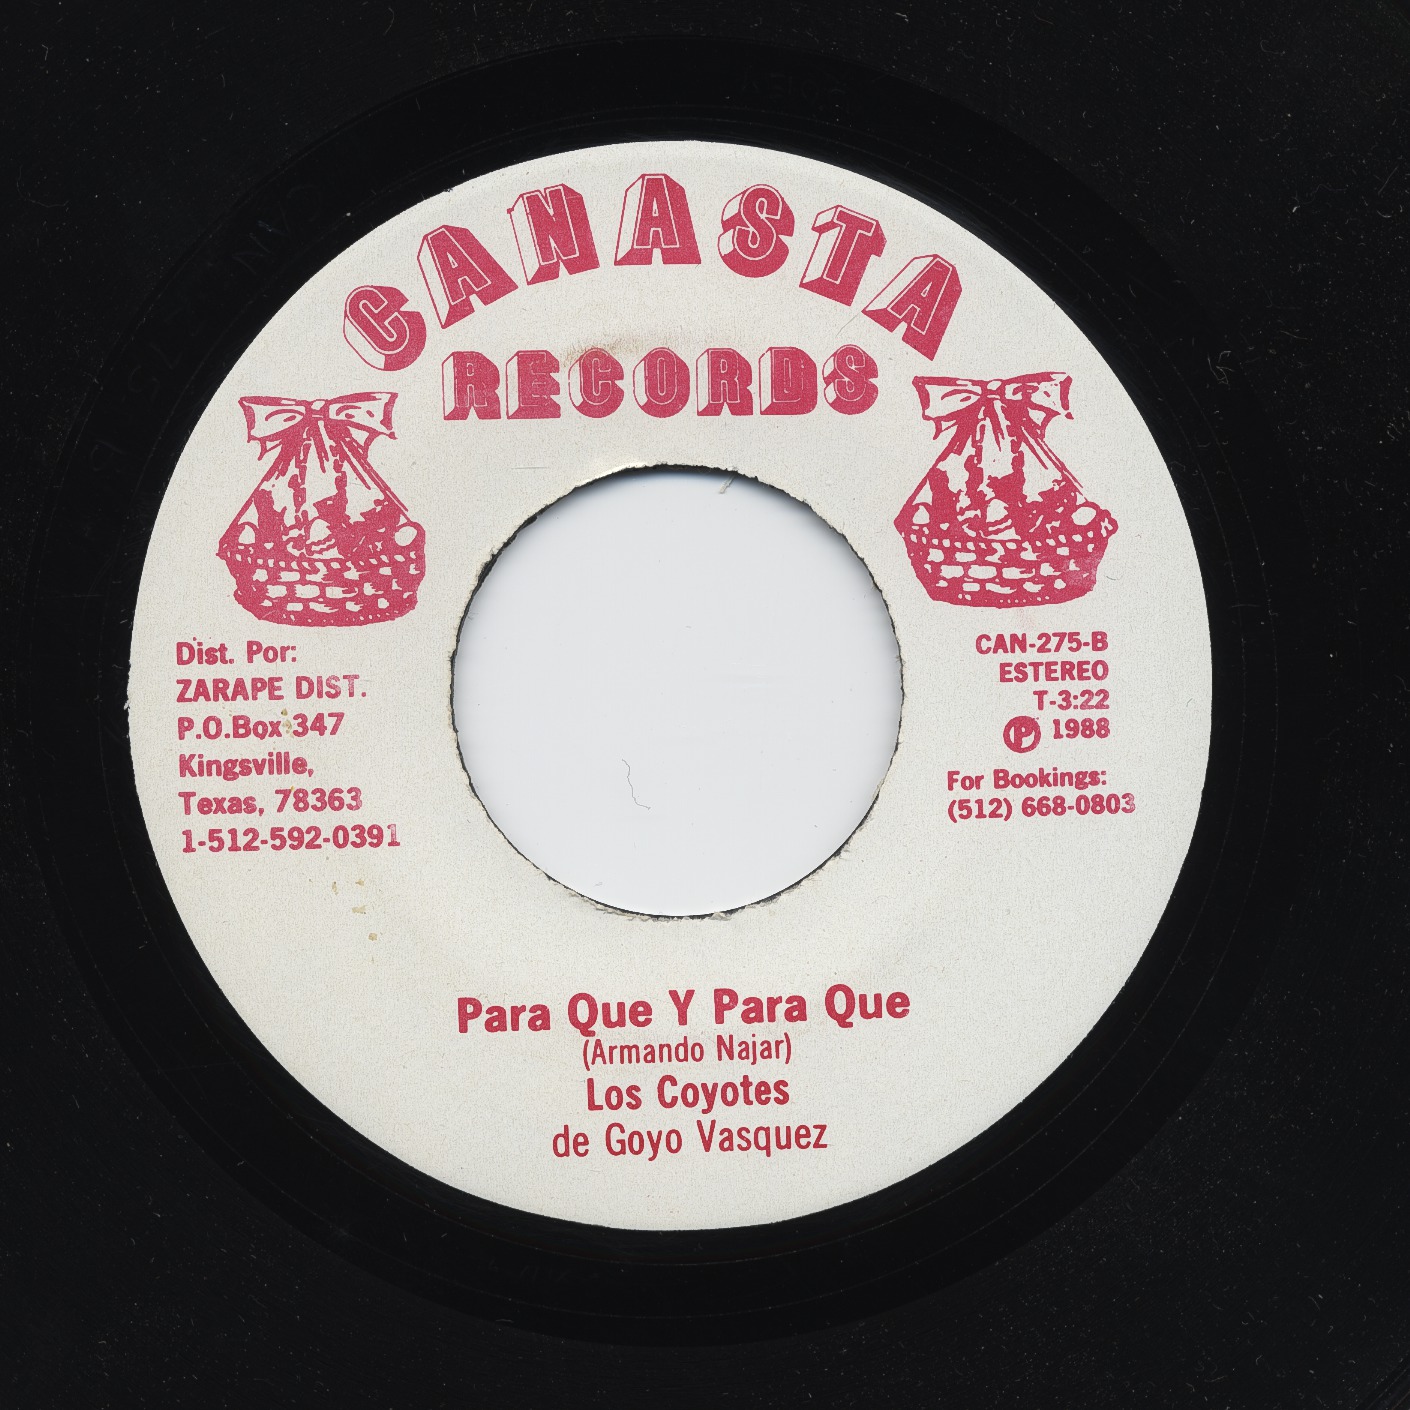 CANASTA
RECORDS
Dist. Por:
ZARAPE DIST.
P.O.Box 347
Kingsville,
Texas, 78363
1-512-592-0391
CAN-275-B
ESTEREO
T-3:22
℗ 1988
For Bookings:
(512) 668-0803
Para Que Y Para Que
(Armando Najar)
Los Coyotes
de Goyo Vasquez